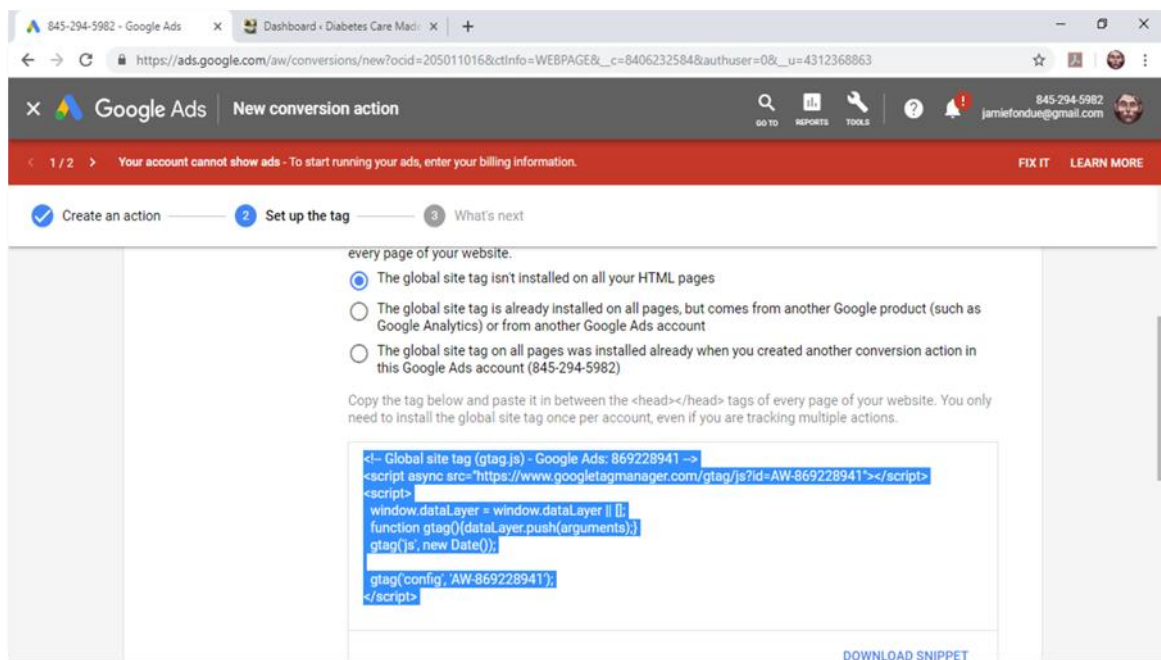 845-294-5982 - Google Ads
Dashboard ‹ Diabetes Care Made
https://ads.google.com/aw/conversions/new?ocid=205011016&ctInfo=WEBPAGE&__c=8406232584&authuser=0&__u=4312368863
Google Ads New conversion action
GO TO REPORTS TOOLS
845-294-5982
jamiefondue@gmail.com
1 / 2 Your account cannot show ads - To start running your ads, enter your billing information. FIX IT LEARN MORE
Create an action 2 Set up the tag 3 What's next
every page of your website.
The global site tag isn't installed on all your HTML pages
The global site tag is already installed on all pages, but comes from another Google product (such as
Google Analytics) or from another Google Ads account
The global site tag on all pages was installed already when you created another conversion action in
this Google Ads account (845-294-5982)
Copy the tag below and paste it in between the <head></head> tags of every page of your website. You only
need to install the global site tag once per account, even if you are tracking multiple actions.
<!-- Global site tag (gtag.js) - Google Ads: 869228941 -->
<script async src="https://www.googletagmanager.com/gtag/js?id=AW-869228941"></script>
<script>
window.dataLayer = window.dataLayer || [];
function gtag(){dataLayer.push(arguments);}
gtag('js', new Date());
gtag('config', 'AW-869228941');
</script>
DOWNLOAD SNIPPET